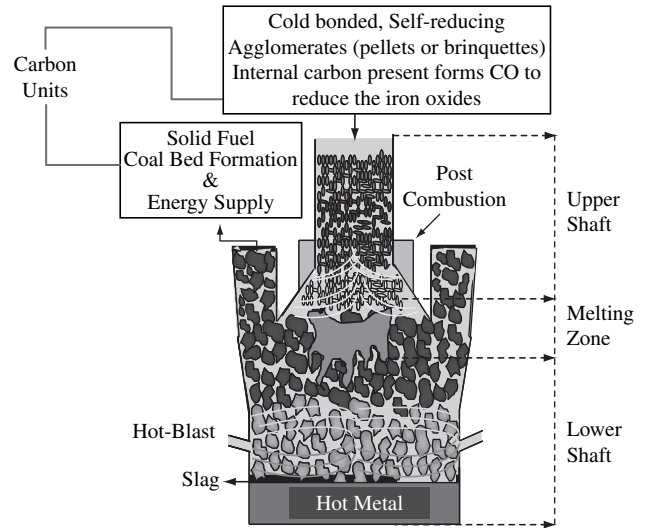 Cold bonded, Self-reducing
Agglomerates (pellets or brinquettes)
Internal carbon present forms CO to
reduce the iron oxides
Carbon
Units
Solid Fuel
Coal Bed Formation
&
Energy Supply
Post
Combustion
Upper
Shaft
Melting
Zone
Hot-Blast
Lower
Shaft
Slag
Hot Metal